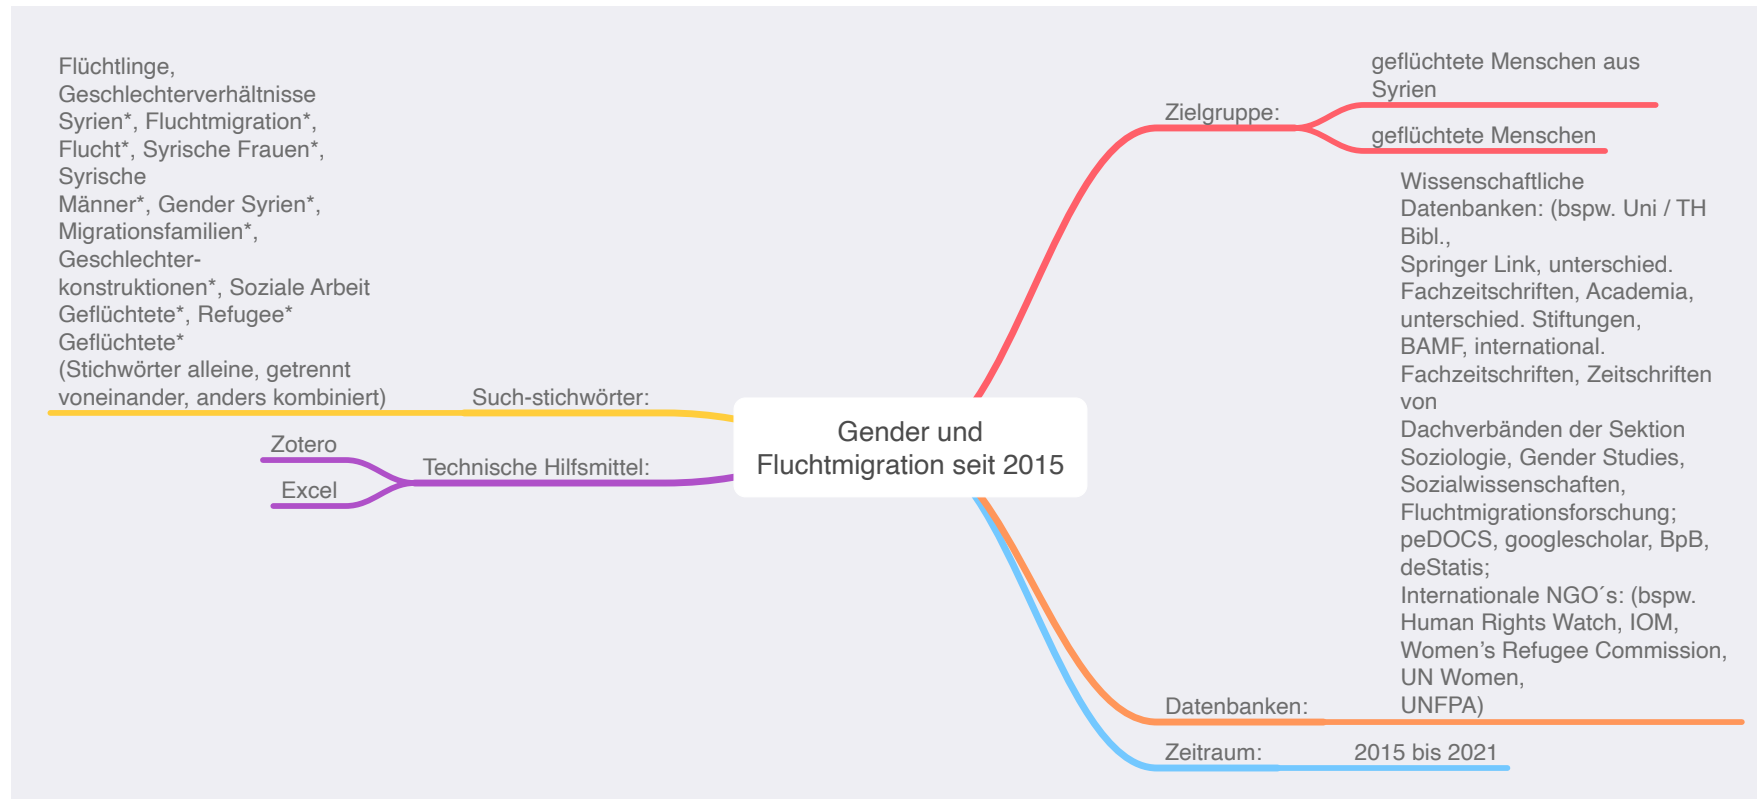 Flüchtlinge,
Geschlechterverhältnisse
Syrien*, Fluchtmigration*,
Flucht*, Syrische Frauen*,
Syrische
Männer*, Gender Syrien*,
Migrationsfamilien*,
Geschlechter-
konstruktionen*, Soziale Arbeit
Geflüchtete*, Refugee*
Geflüchtete*
(Stichwörter alleine, getrennt
voneinander, anders kombiniert)
Such-stichwörter:
Zotero
Excel
Technische Hilfsmittel:
Gender und
Fluchtmigration seit 2015
Zielgruppe:
geflüchtete Menschen aus
Syrien
geflüchtete Menschen
Datenbanken:
Wissenschaftliche
Datenbanken: (bspw. Uni / TH
Bibl.,
Springer Link, unterschied.
Fachzeitschriften, Academia,
unterschied. Stiftungen,
BAMF, international.
Fachzeitschriften, Zeitschriften
von
Dachverbänden der Sektion
Soziologie, Gender Studies,
Sozialwissenschaften,
Fluchtmigrationsforschung;
peDOCS, googlescholar, BpB,
deStatis;
Internationale NGO´s: (bspw.
Human Rights Watch, IOM,
Women’s Refugee Commission,
UN Women,
UNFPA)
Zeitraum:
2015 bis 2021